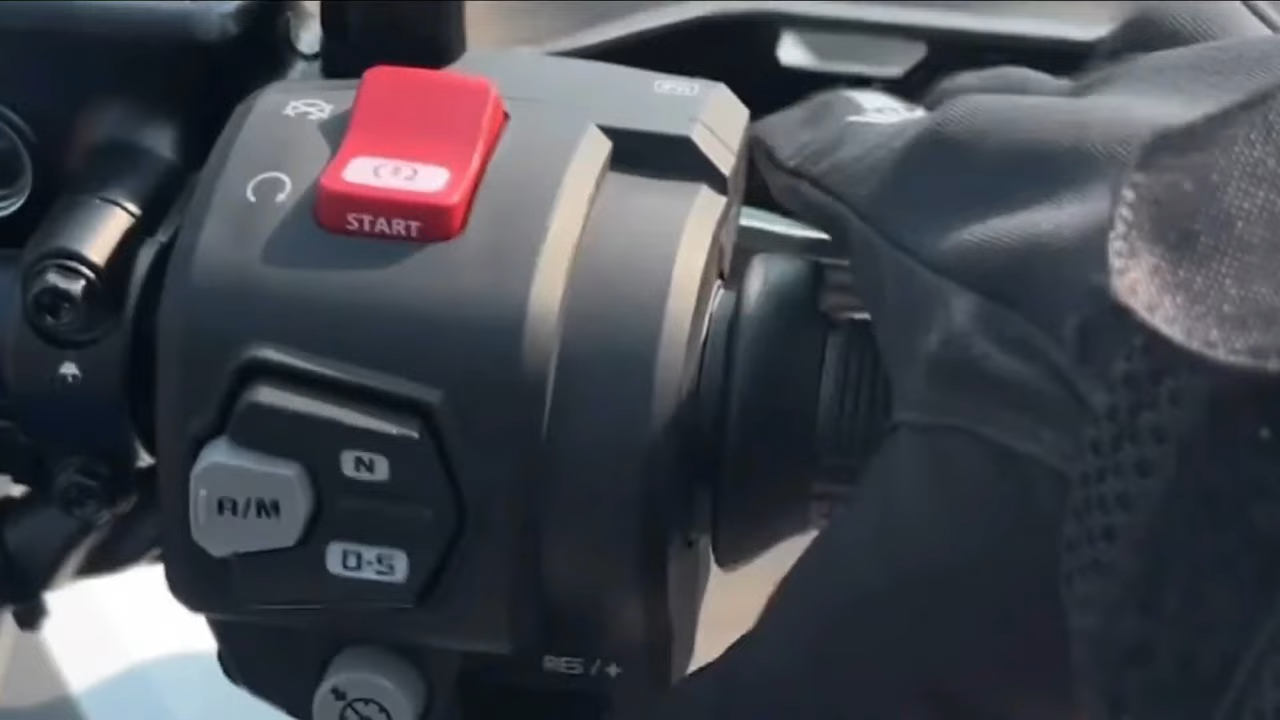 START
N
A/M
D-S
RES / +